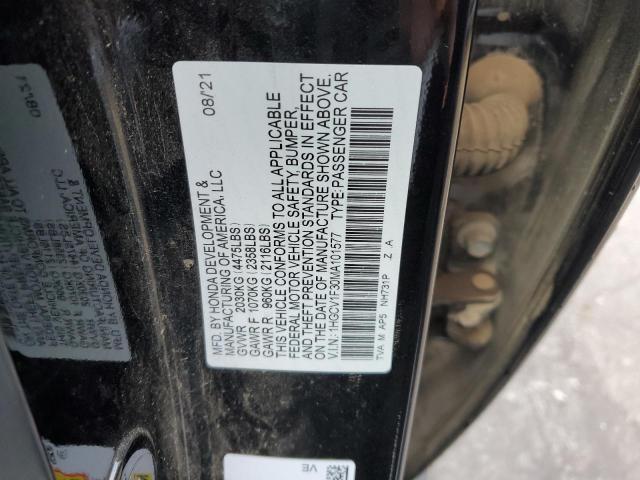 MFD. BY HONDA DEVELOPMENT & 08/21
MANUFACTURING OF AMERICA, LLC
GVWR 2030KG(4475LBS)
GAWR F 1070KG(2358LBS)
GAWR R 960KG(2116LBS)
THIS VEHICLE CONFORMS TO ALL APPLICABLE
FEDERAL MOTOR VEHICLE SAFETY, BUMPER,
AND THEFT PREVENTION STANDARDS IN EFFECT
ON THE DATE OF MANUFACTURE SHOWN ABOVE.
V.I.N.:1HGCV1F30MA101577 TYPE:PASSENGER CAR
TVA M AP5 NH731P Z A
VE